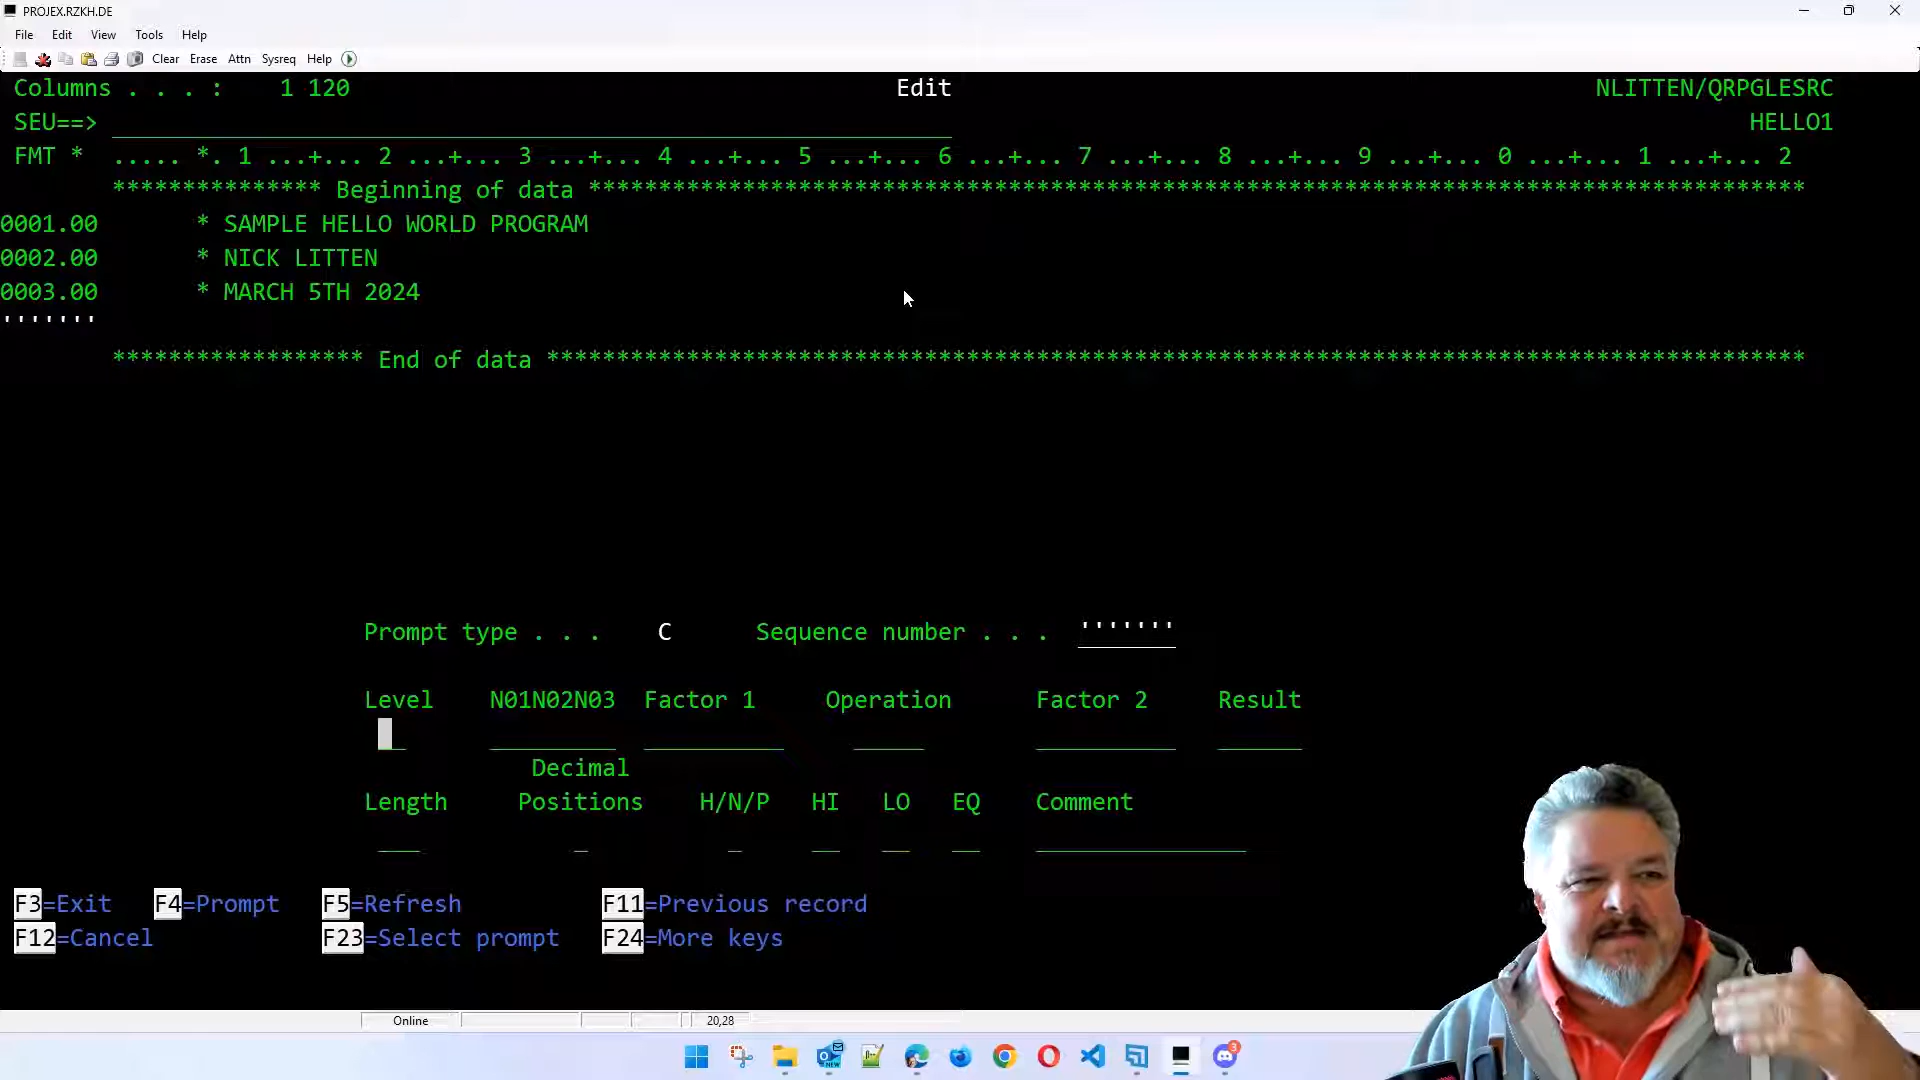 PROJEX.RZKH.DE
File Edit View Tools Help
Clear Erase Attn Sysreq Help
Columns . . . : 1 120 Edit NLITTEN/QRPGLESRC
SEU==> HELLO1
FMT * ..... *. 1 ...+... 2 ...+... 3 ...+... 4 ...+... 5 ...+... 6 ...+... 7 ...+... 8 ...+... 9 ...+... 0 ...+... 1 ...+... 2
*************** Beginning of data ***************************************************************************************
0001.00 * SAMPLE HELLO WORLD PROGRAM
0002.00 * NICK LITTEN
0003.00 * MARCH 5TH 2024
'''''''
****************** End of data ******************************************************************************************
Prompt type . . . C Sequence number . . . '''''''
Level N01N02N03 Factor 1 Operation Factor 2 Result
Decimal
Length Positions H/N/P HI LO EQ Comment
F3=Exit F4=Prompt F5=Refresh F11=Previous record
F12=Cancel F23=Select prompt F24=More keys
Online 20,28
NEW
3